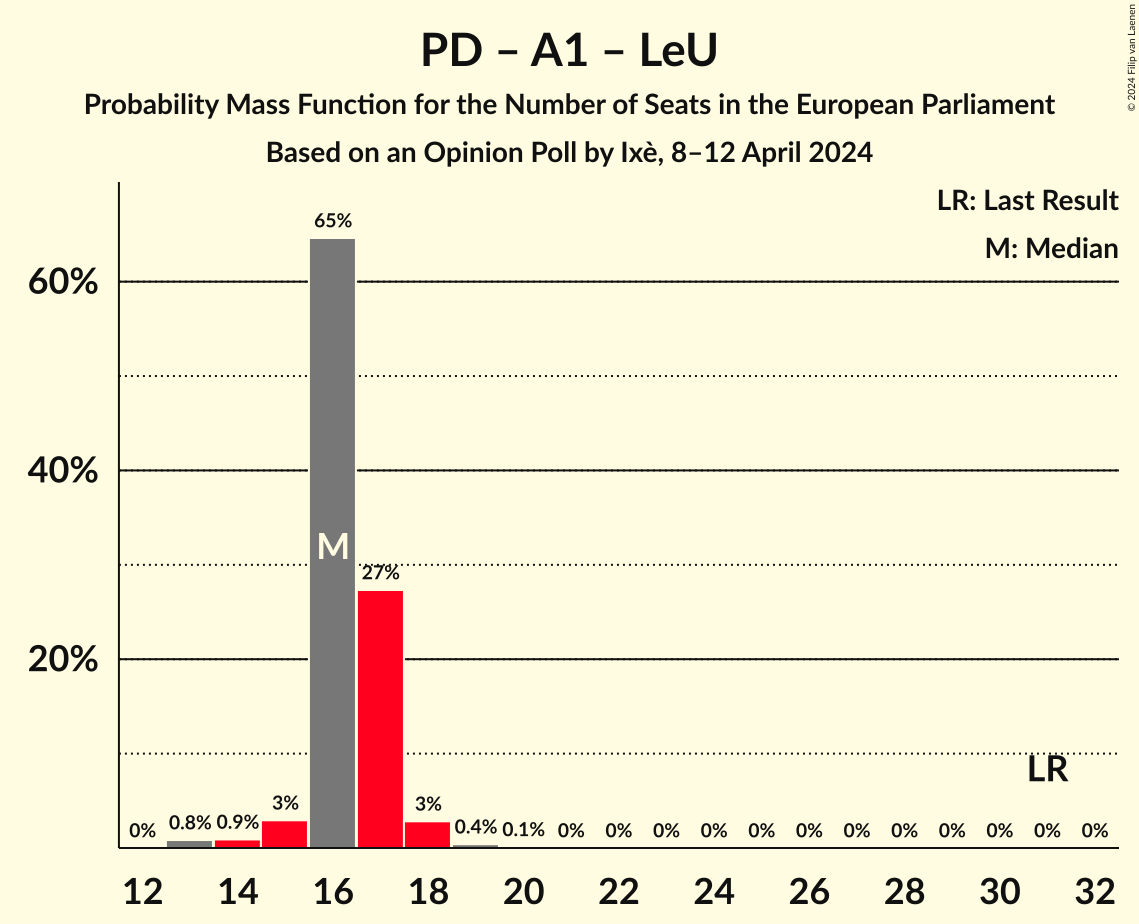 PD – A1 – LeU
Probability Mass Function for the Number of Seats in the European Parliament
Based on an Opinion Poll by Ixè, 8–12 April 2024
© 2024 Filip van Laenen
LR: Last Result
M: Median
65%
60%
40%
M
27%
20%
LR
0% 0.8% 0.9% 3% 3% 0.4% 0.1% 0% 0% 0% 0% 0% 0% 0% 0% 0% 0% 0% 0%
12 14 16 18 20 22 24 26 28 30 32